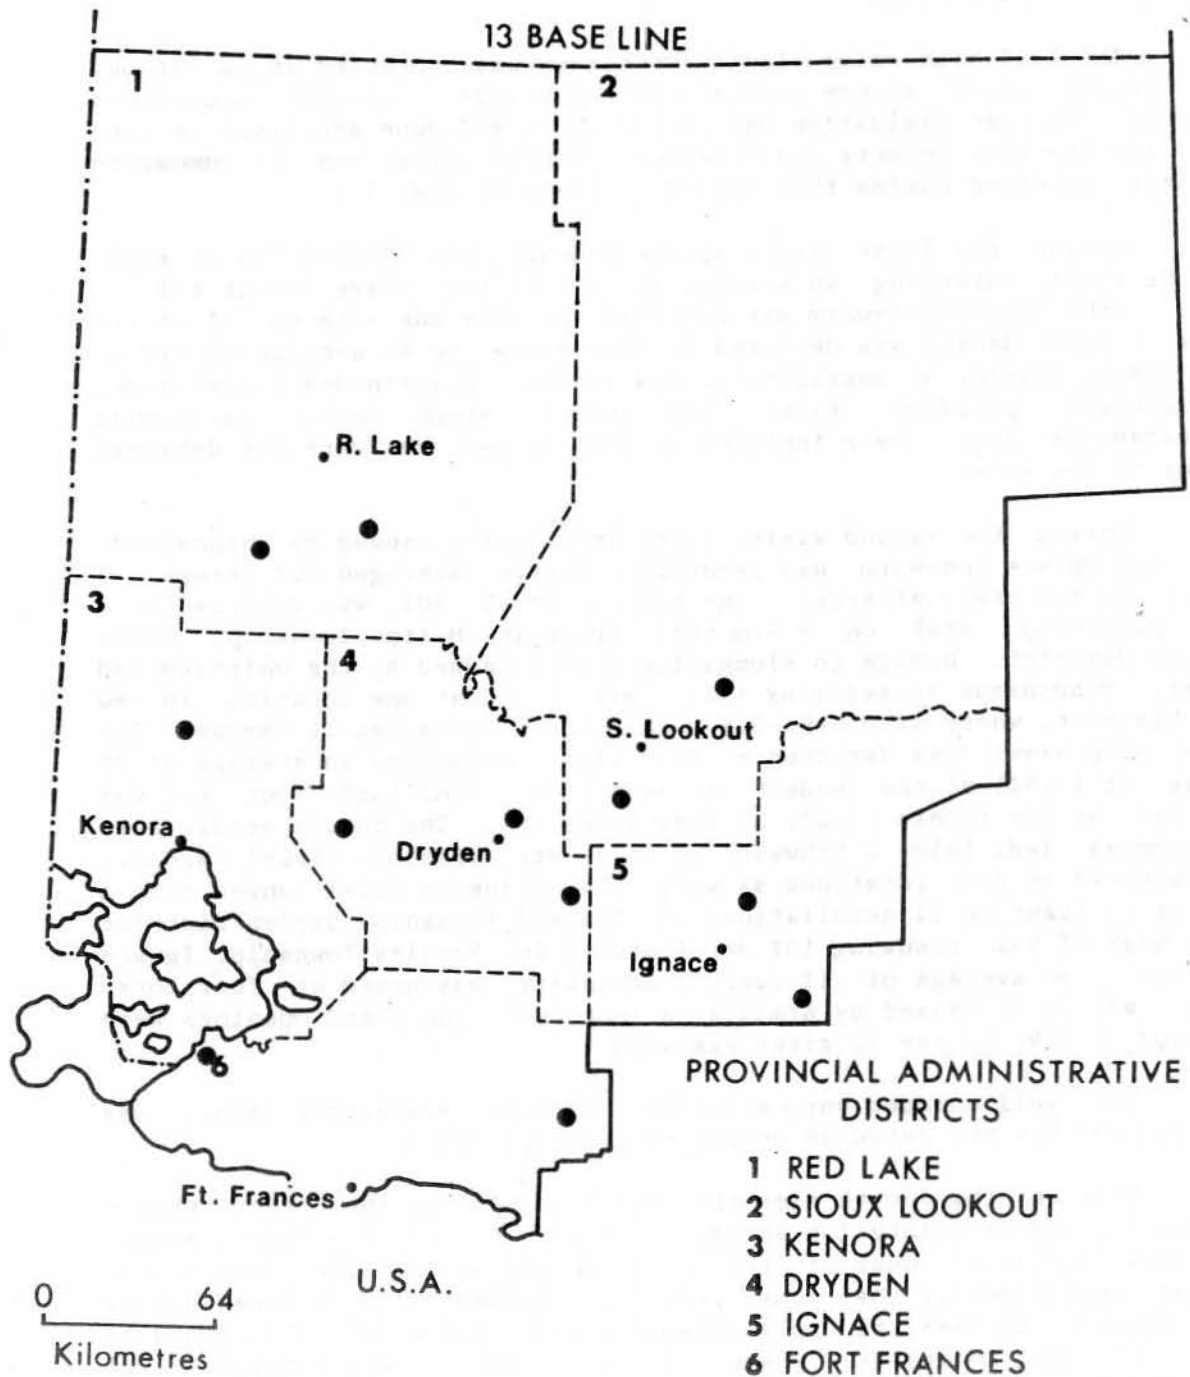 13 BASE LINE
1
2
R. Lake
3
4
S. Lookout
Kenora
Dryden
5
Ignace
6
PROVINCIAL ADMINISTRATIVE
DISTRICTS
1 RED LAKE
2 SIOUX LOOKOUT
3 KENORA
4 DRYDEN
5 IGNACE
6 FORT FRANCES
Ft. Frances
U.S.A.
0 64
Kilometres